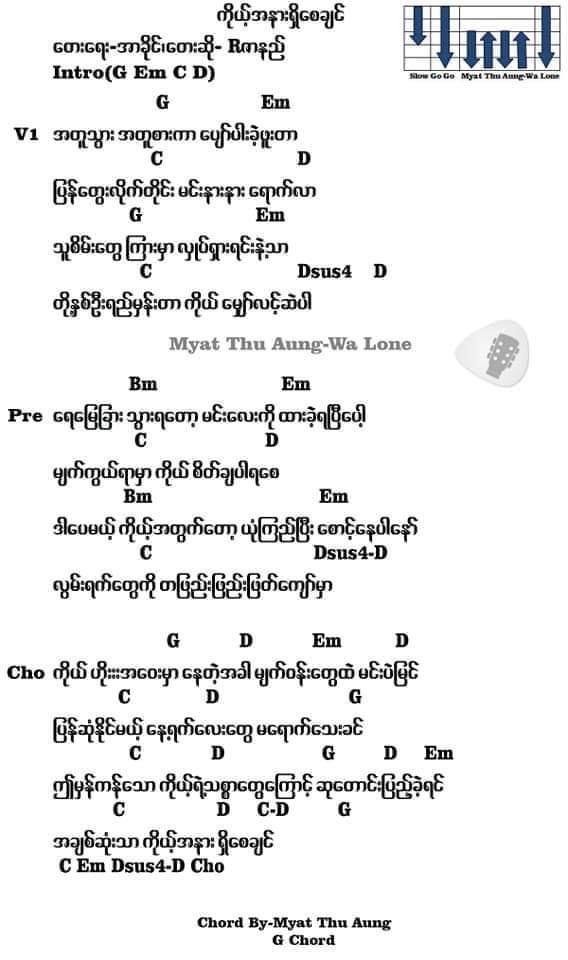 ကိုယ့်အနားရှိစေချင်
တေးရေး-အာခိုင်၊တေးဆို- Rဇာနည်
Intro(G Em C D)
Slow Go Go Myat Thu Aung-Wa Lone
G Em
V1 အတူသွား အတူစားကာ ပျော်ပါးခဲ့ဖူးတာ
C D
ပြန်တွေးလိုက်တိုင်း မင်းနားနား ရောက်လာ
G Em
သူစိမ်းတွေ ကြားမှာ လှုပ်ရှားရင်းနဲ့သာ
C Dsus4 D
တို့နှစ်ဦးရည်မှန်းတာ ကိုယ် မျှော်လင့်ဆဲပါ
Myat Thu Aung-Wa Lone
Bm Em
Pre ရေမြေခြား သွားရတော့ မင်းလေးကို ထားခဲ့ရပြီပေါ့
C D
မျက်ကွယ်ရာမှာ ကိုယ် စိတ်ချပါရစေ
Bm Em
ဒါပေမယ့် ကိုယ့်အတွက်တော့ ယုံကြည်ပြီး စောင့်နေပါနော်
C Dsus4-D
လွမ်းရက်တွေကို တဖြည်းဖြည်းဖြတ်ကျော်မှာ
G D Em D
Cho ကိုယ် ဟိုးးးအဝေးမှာ နေတဲ့အခါ မျက်ဝန်းတွေထဲ မင်းပဲမြင်
C D G
ပြန်ဆုံနိုင်မယ့် နေ့ရက်လေးတွေ မရောက်သေးခင်
C D G D Em
ဤမှန်ကန်သော ကိုယ့်ရဲ့သစ္စာတွေကြောင့် ဆုတောင်းပြည့်ခဲ့ရင်
C D C-D G
အချစ်ဆုံးသာ ကိုယ့်အနား ရှိစေချင်
C Em Dsus4-D Cho
Chord By-Myat Thu Aung
G Chord